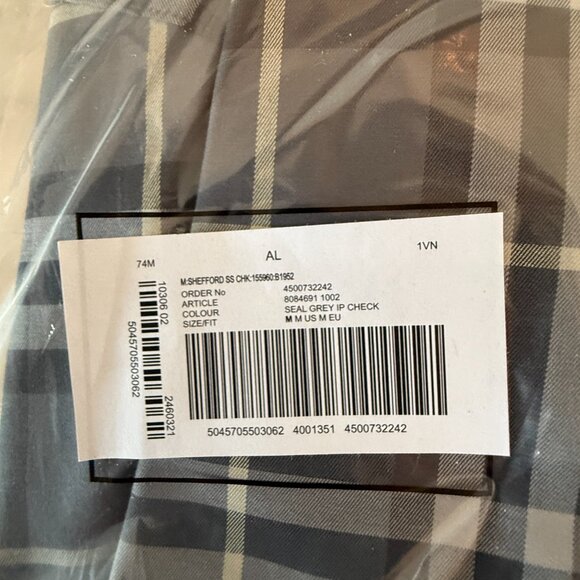 74M AL 1VN
M:SHEFFORD SS CHK:155960:B1952
ORDER No 4500732242
ARTICLE 8084691 1002
COLOUR SEAL GREY IP CHECK
SIZE/FIT M M US M EU
5045705503062 4001351 4500732242
10306 02 2460321
5045705503062